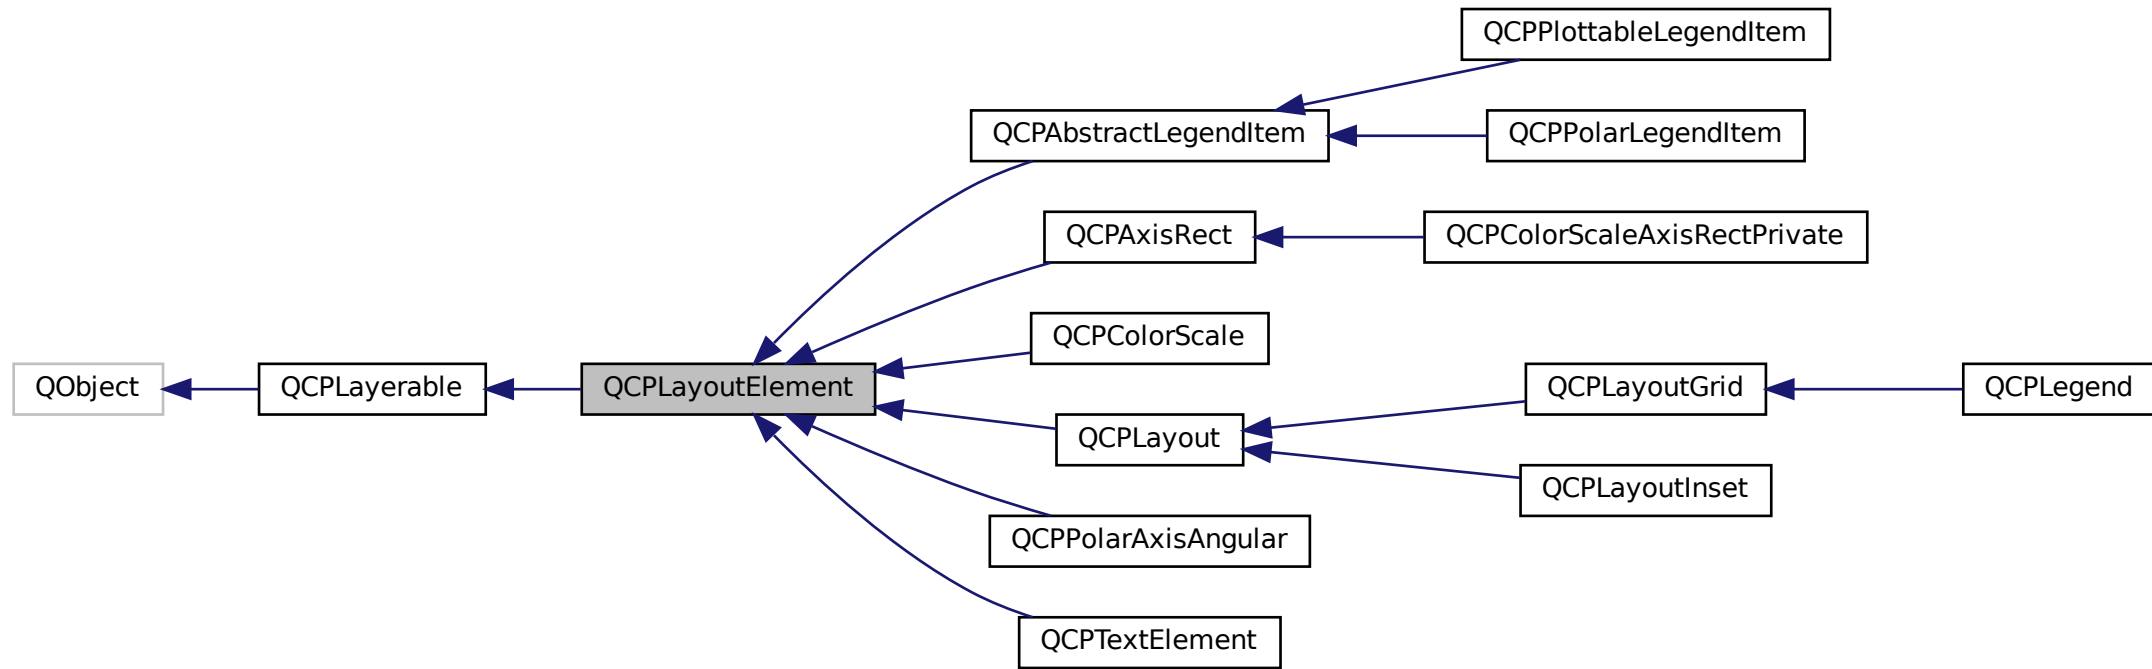 QCPPlottableLegendItem
QCPAbstractLegendItem
QCPPolarLegendItem
QCPAxisRect
QCPColorScaleAxisRectPrivate
QCPColorScale
QObject
QCPLayerable
QCPLayoutElement
QCPLayoutGrid
QCPLegend
QCPLayout
QCPLayoutInset
QCPPolarAxisAngular
QCPTextElement